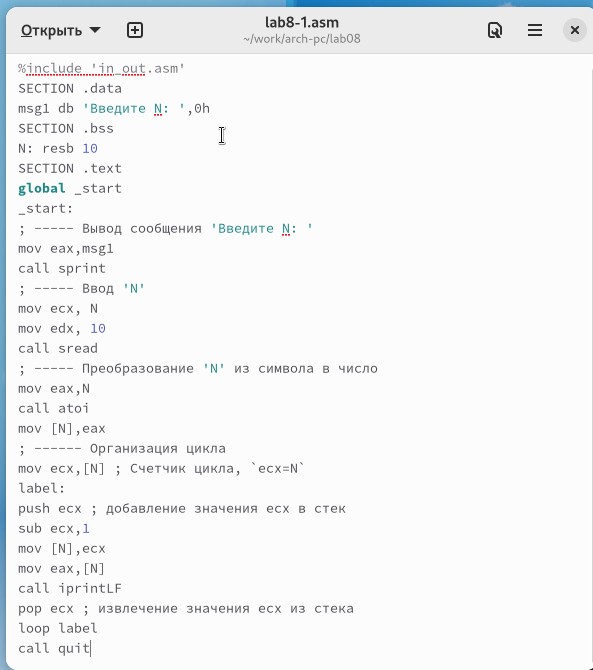 Открыть
lab8-1.asm
~/work/arch-pc/lab08
%include 'in_out.asm'
SECTION .data
msg1 db 'Введите N: ',0h
SECTION .bss
N: resb 10
SECTION .text
global _start
_start:
; ----- Вывод сообщения 'Введите N: '
mov eax,msg1
call sprint
; ----- Ввод 'N'
mov ecx, N
mov edx, 10
call sread
; ----- Преобразование 'N' из символа в число
mov eax,N
call atoi
mov [N],eax
; ------ Организация цикла
mov ecx,[N] ; Счетчик цикла, `ecx=N`
label:
push ecx ; добавление значения ecx в стек
sub ecx,1
mov [N],ecx
mov eax,[N]
call iprintLF
pop ecx ; извлечение значения ecx из стека
loop label
call quit